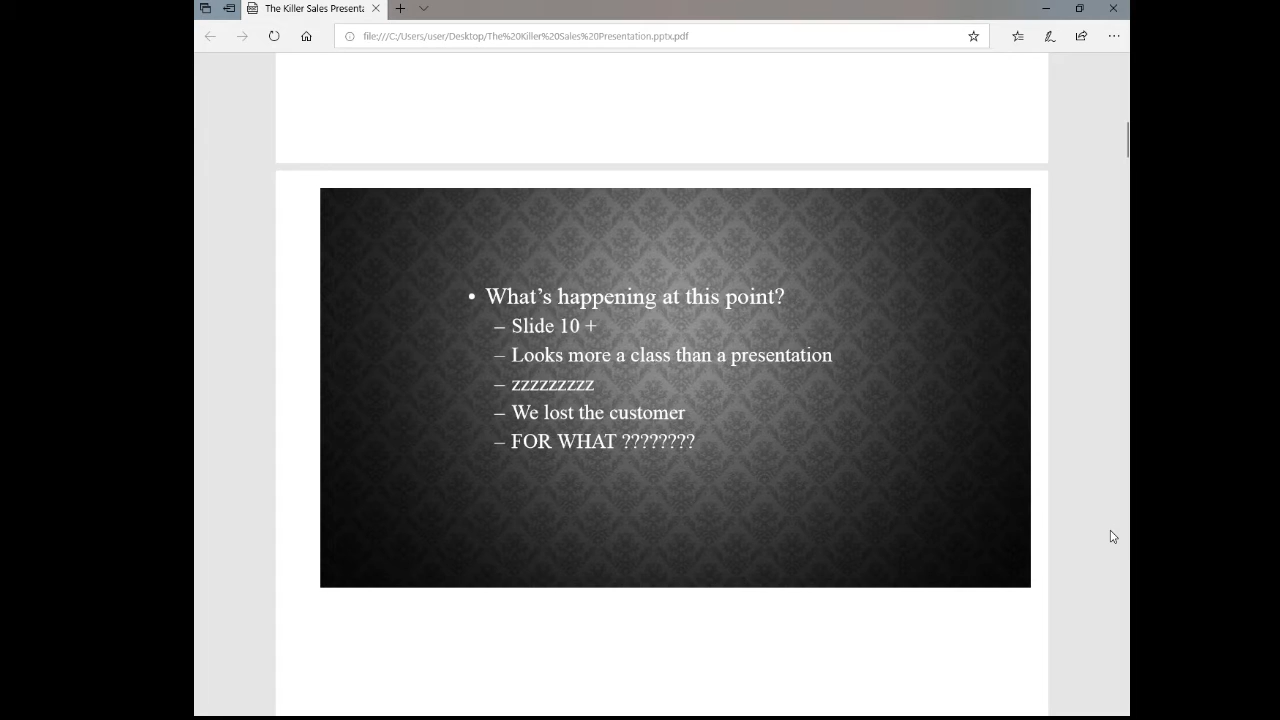 The Killer Sales Presenta
file:///C:/Users/user/Desktop/The%20Killer%20Sales%20Presentation.pptx.pdf
• What's happening at this point?
– Slide 10 +
– Looks more a class than a presentation
– zzzzzzzzz
– We lost the customer
– FOR WHAT ????????